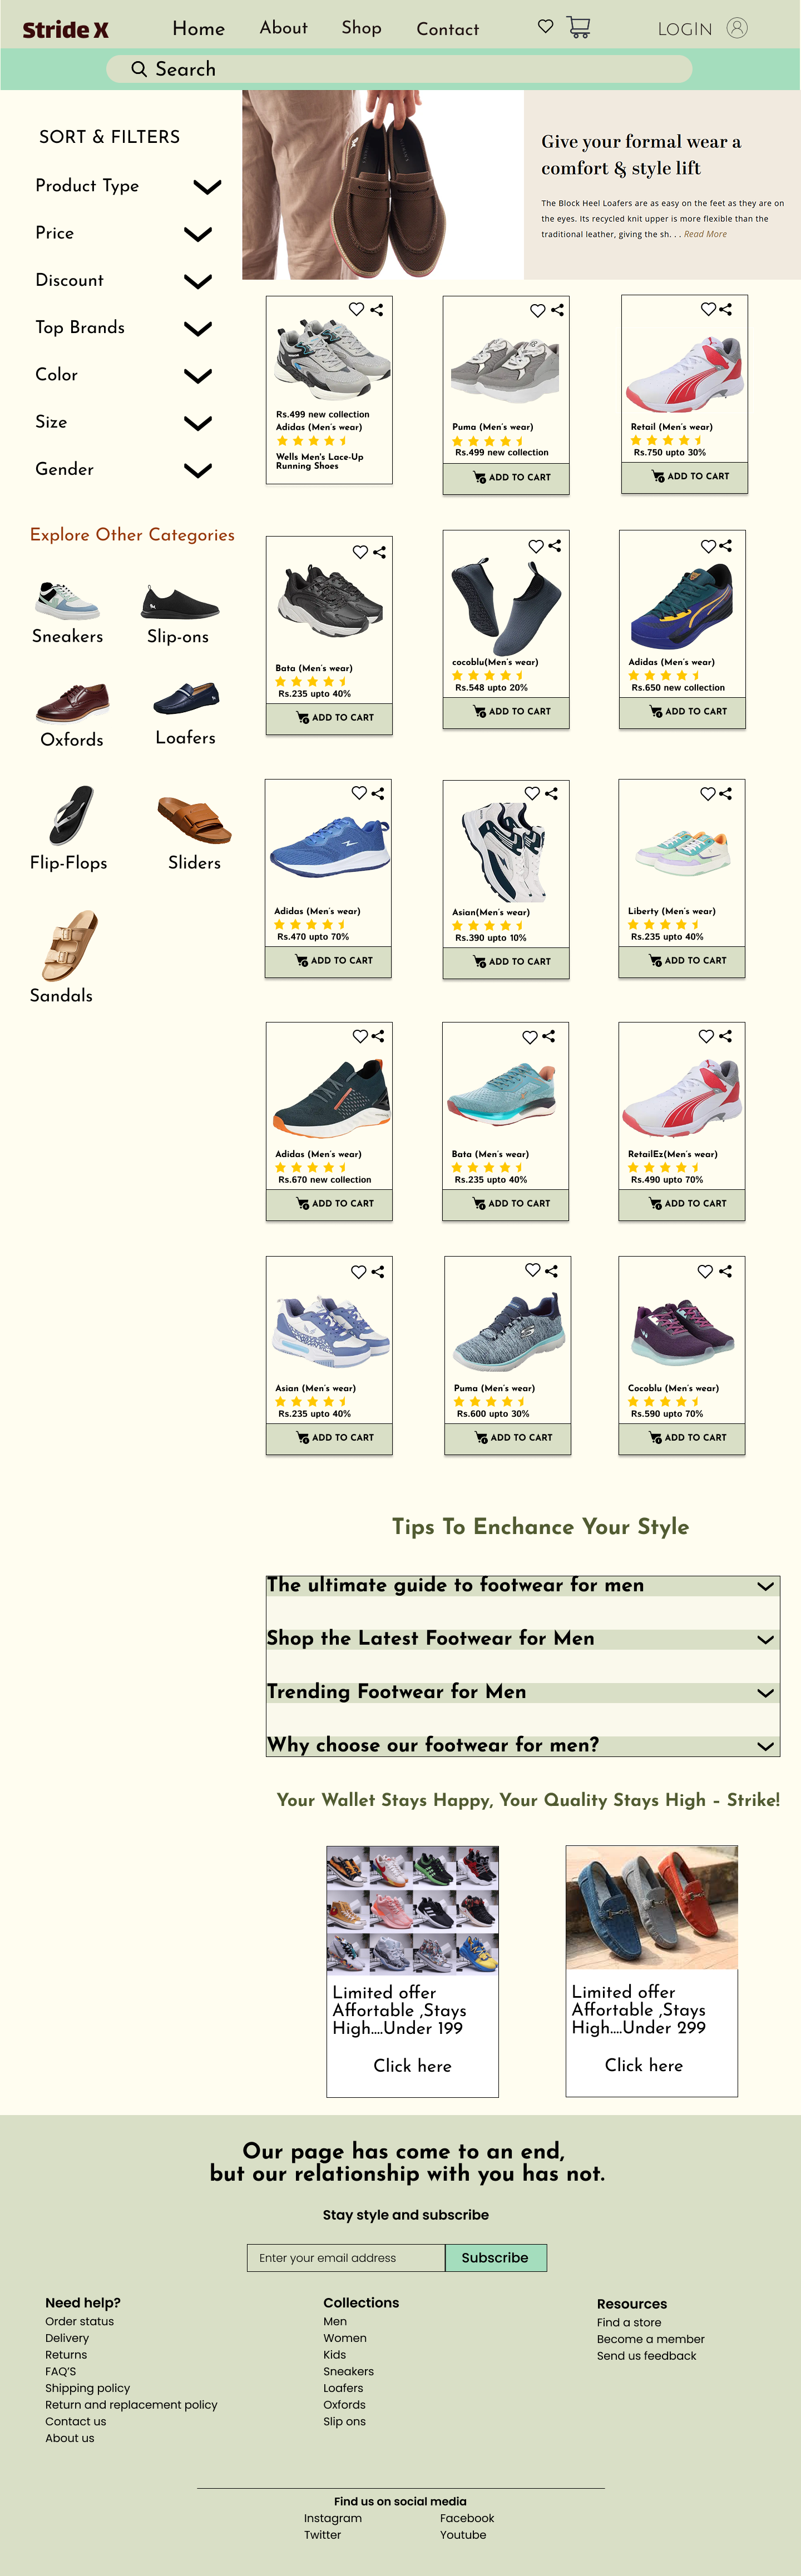 Stride X
Home
About
Shop
Contact
LOGIN
Search
SORT & FILTERS
Product Type
Price
Discount
Top Brands
Color
Size
Gender
Explore Other Categories
Sneakers
Slip-ons
Oxfords
Loafers
Flip-Flops
Sliders
Sandals
Give your formal wear a
comfort & style lift
The Block Heel Loafers are as easy on the feet as they are on
the eyes. Its recycled knit upper is more flexible than the
traditional leather, giving the sh. . . Read More
Rs.499 new collection
Adidas (Men's wear)
Wells Men's Lace-Up
Running Shoes
Puma (Men's wear)
Rs.499 new collection
ADD TO CART
Retail (Men's wear)
Rs.750 upto 30%
ADD TO CART
Bata (Men's wear)
Rs.235 upto 40%
ADD TO CART
cocoblu(Men's wear)
Rs.548 upto 20%
ADD TO CART
Adidas (Men's wear)
Rs.650 new collection
ADD TO CART
Adidas (Men's wear)
Rs.470 upto 70%
ADD TO CART
Asian(Men's wear)
Rs.390 upto 10%
ADD TO CART
Liberty (Men's wear)
Rs.235 upto 40%
ADD TO CART
Adidas (Men's wear)
Rs.670 new collection
ADD TO CART
Bata (Men's wear)
Rs.235 upto 40%
ADD TO CART
RetailEz(Men's wear)
Rs.490 upto 70%
ADD TO CART
Asian (Men's wear)
Rs.235 upto 40%
ADD TO CART
Puma (Men's wear)
Rs.600 upto 30%
ADD TO CART
Cocoblu (Men's wear)
Rs.590 upto 70%
ADD TO CART
Tips To Enchance Your Style
The ultimate guide to footwear for men
Shop the Latest Footwear for Men
Trending Footwear for Men
Why choose our footwear for men?
Your Wallet Stays Happy, Your Quality Stays High – Strike!
Limited offer
Affortable ,Stays
High....Under 199
Click here
Limited offer
Affortable ,Stays
High....Under 299
Click here
Our page has come to an end,
but our relationship with you has not.
Stay style and subscribe
Enter your email address
Subscribe
Need help?
Order status
Delivery
Returns
FAQ'S
Shipping policy
Return and replacement policy
Contact us
About us
Collections
Men
Women
Kids
Sneakers
Loafers
Oxfords
Slip ons
Resources
Find a store
Become a member
Send us feedback
Find us on social media
Instagram
Facebook
Twitter
Youtube